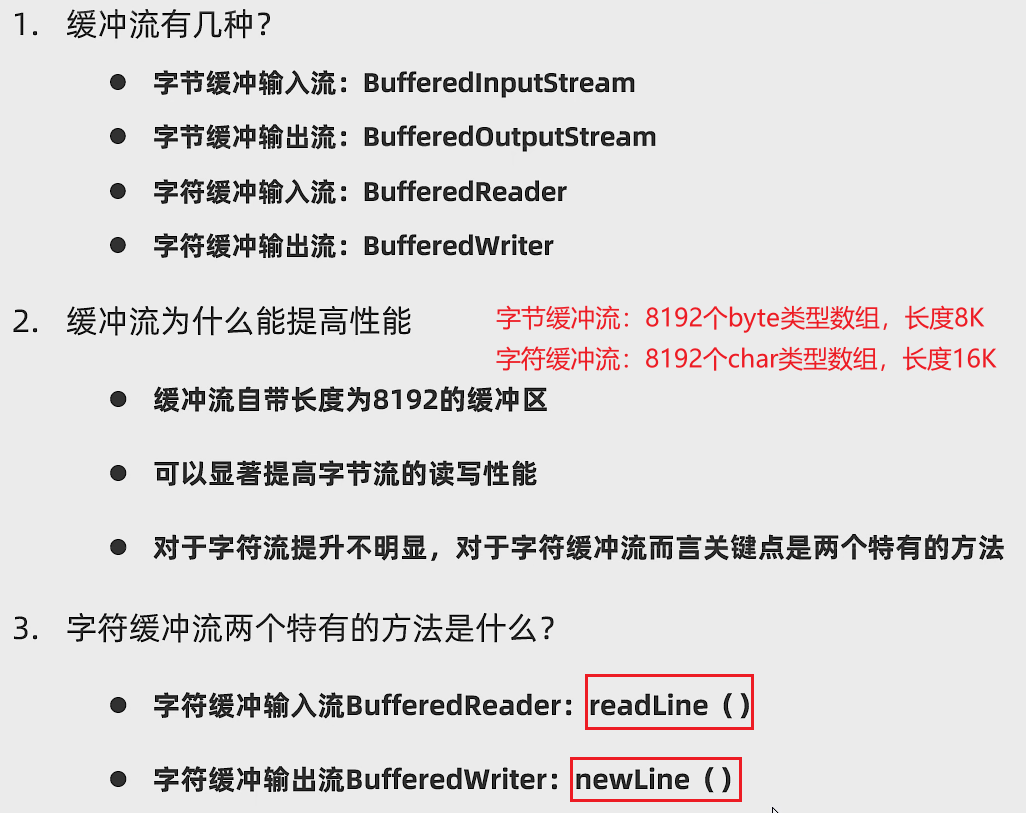 1. 缓冲流有几种？
● 字节缓冲输入流：BufferedInputStream
● 字节缓冲输出流：BufferedOutputStream
● 字符缓冲输入流：BufferedReader
● 字符缓冲输出流：BufferedWriter
2. 缓冲流为什么能提高性能
字节缓冲流：8192个byte类型数组，长度8K
字符缓冲流：8192个char类型数组，长度16K
● 缓冲流自带长度为8192的缓冲区
● 可以显著提高字节流的读写性能
● 对于字符流提升不明显，对于字符缓冲流而言关键点是两个特有的方法
3. 字符缓冲流两个特有的方法是什么？
● 字符缓冲输入流BufferedReader：readLine（）
● 字符缓冲输出流BufferedWriter：newLine（）